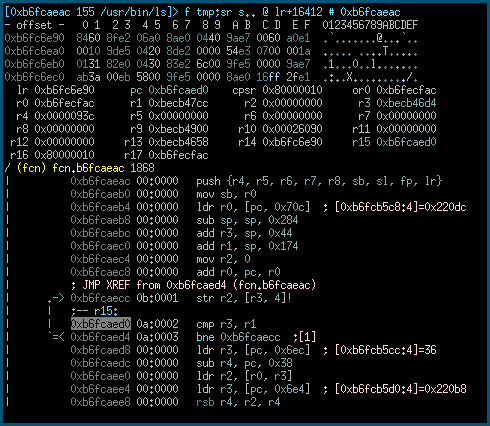 [0xb6fcaeac 155 /usr/bin/ls]> f tmp;sr s.. @ lr+16412 # 0xb6fcaeac
- offset -   0 1  2 3  4 5  6 7  8 9  A B  C D  E F  0123456789ABCDEF
0xb6fc6e90  8460 8fe2 06a0 8ae0 0440 9ae7 0060 a0e1  .`.......@...`..
0xb6fc6ea0  0010 9de5 0420 8de2 0000 54e3 0700 001a  ..... ....T.....
0xb6fc6eb0  0131 82e0 0430 83e2 6c00 9fe5 0000 9ae7  .1...0..l.......
0xb6fc6ec0  ab3a 00eb 5800 9fe5 0000 8ae0 16ff 2fe1  .:..X........./.
lr 0xb6fc6e90 pc 0xb6fcaed0 cpsr 0x80000010 or0 0xb6fecfac
r0 0xb6fecfac r1 0xbecb47cc r2 0x00000000 r3 0xbecb46d4
r4 0x0000093c r5 0x00000000 r6 0x00000000 r7 0x00000000
r8 0x00000000 r9 0xbecb4900 r10 0x00026090 r11 0x00000000
r12 0x00000000 r13 0xbecb4658 r14 0xb6fc6e90 r15 0xb6fcaed0
r16 0x80000010 r17 0xb6fecfac
/ (fcn) fcn.b6fcaeac 1868
| 0xb6fcaeac 00:0000 push {r4, r5, r6, r7, r8, sb, sl, fp, lr}
| 0xb6fcaeb0 00:0000 mov sb, r0
| 0xb6fcaeb4 00:0000 ldr r0, [pc, 0x70c] ; [0xb6fcb5c8:4]=0x220dc
| 0xb6fcaeb8 00:0000 sub sp, sp, 0x284
| 0xb6fcaebc 00:0000 add r3, sp, 0x44
| 0xb6fcaec0 00:0000 add r1, sp, 0x174
| 0xb6fcaec4 00:0000 mov r2, 0
| 0xb6fcaec8 00:0000 add r0, pc, r0
| ; JMP XREF from 0xb6fcaed4 (fcn.b6fcaeac)
| .-> 0xb6fcaecc 0b:0001 str r2, [r3, 4]!
| | ;-- r15:
| | 0xb6fcaed0 0a:0002 cmp r3, r1
| `=< 0xb6fcaed4 0a:0003 bne 0xb6fcaecc ;[1]
| 0xb6fcaed8 00:0000 ldr r3, [pc, 0x6ec] ; [0xb6fcb5cc:4]=36
| 0xb6fcaedc 00:0000 sub r4, pc, 0x38
| 0xb6fcaee0 00:0000 ldr r2, [r0, r3]
| 0xb6fcaee4 00:0000 ldr r3, [pc, 0x6e4] ; [0xb6fcb5d0:4]=0x220b8
| 0xb6fcaee8 00:0000 rsb r4, r2, r4